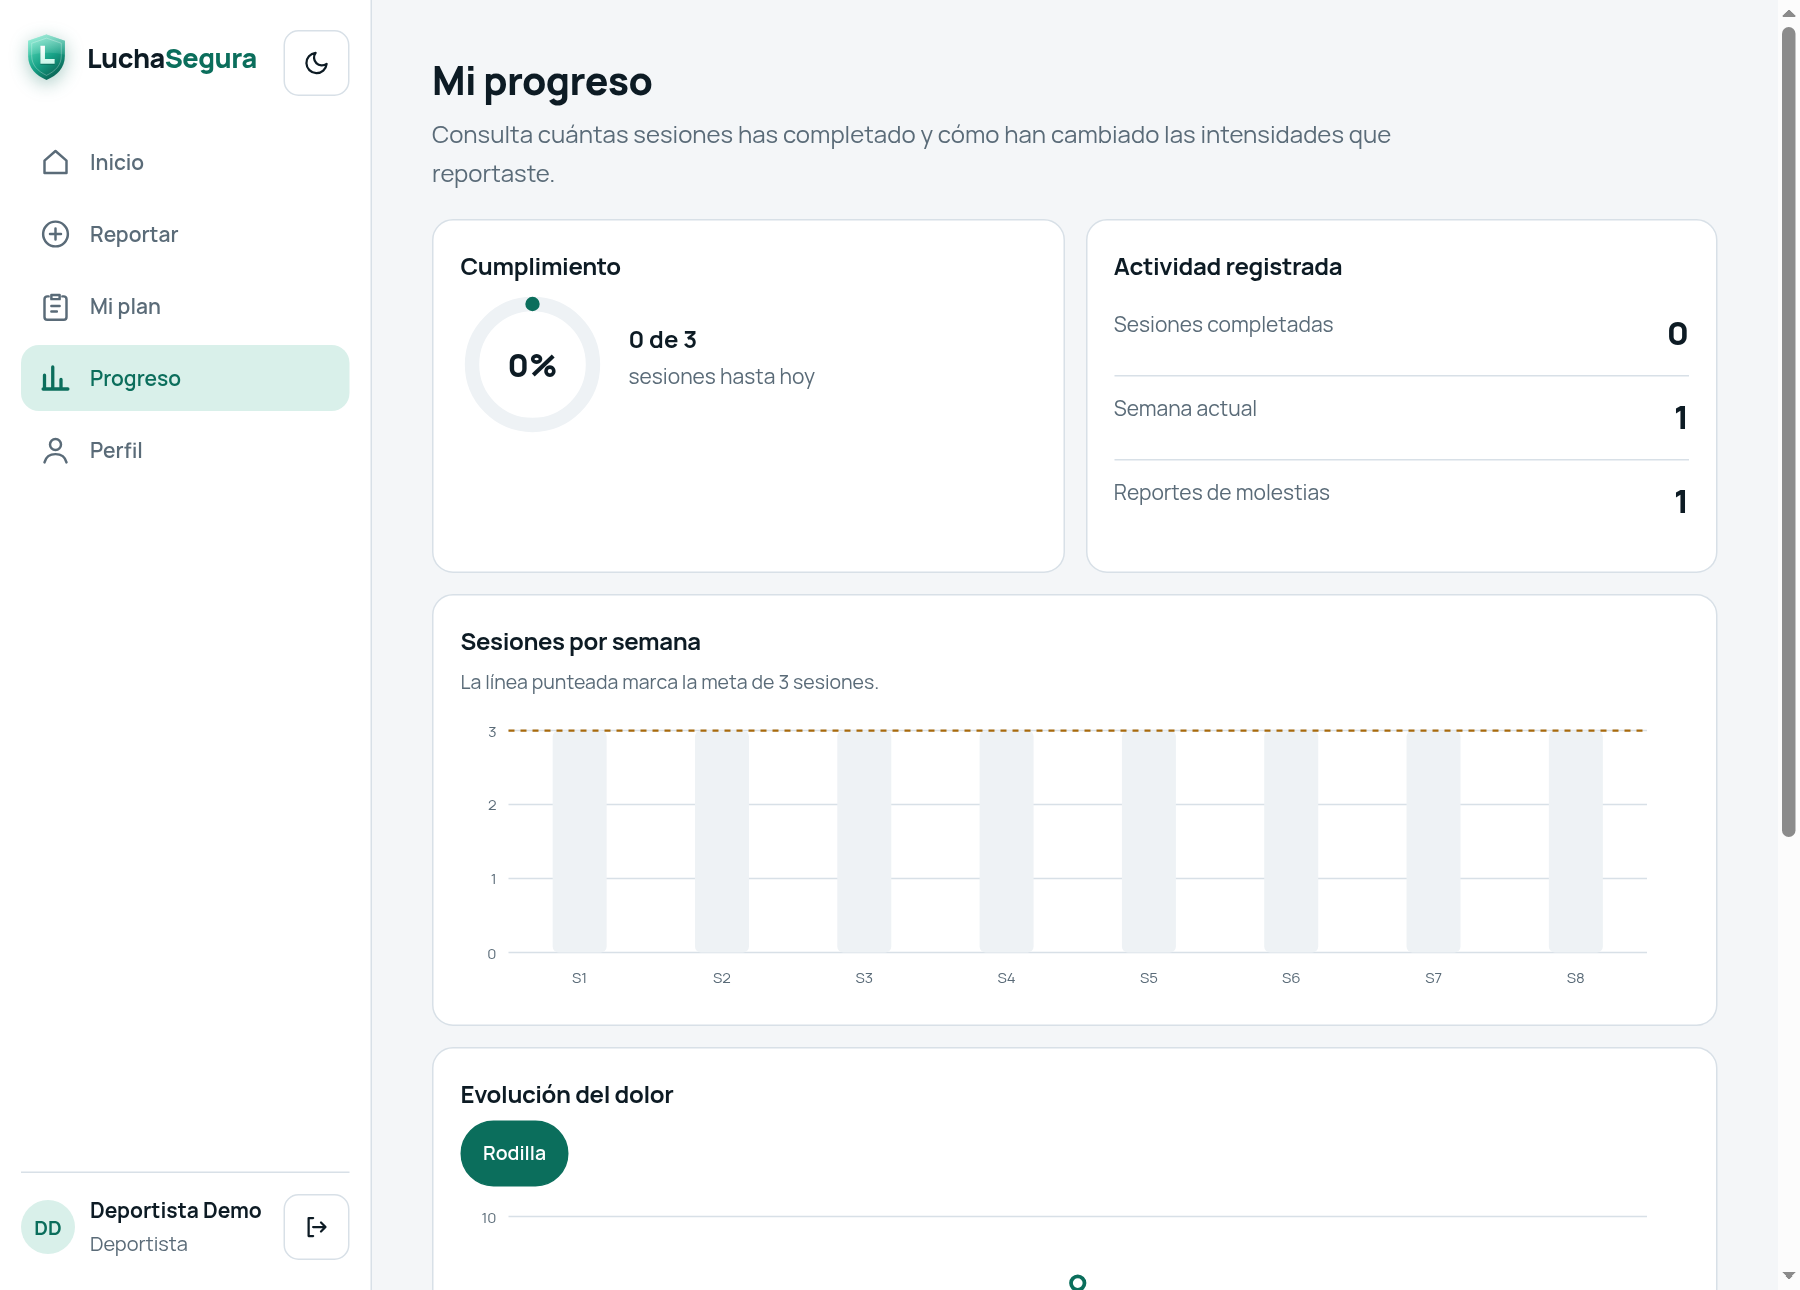 LuchaSegura
Inicio
Reportar
Mi plan
Progreso
Perfil
DD
Deportista Demo
Deportista
Mi progreso
Consulta cuántas sesiones has completado y cómo han cambiado las intensidades que
reportaste.
Cumplimiento
0%
0 de 3
sesiones hasta hoy
Actividad registrada
Sesiones completadas
0
Semana actual
1
Reportes de molestias
1
Sesiones por semana
La línea punteada marca la meta de 3 sesiones.
3
2
1
0
S1 S2 S3 S4 S5 S6 S7 S8
Evolución del dolor
Rodilla
10